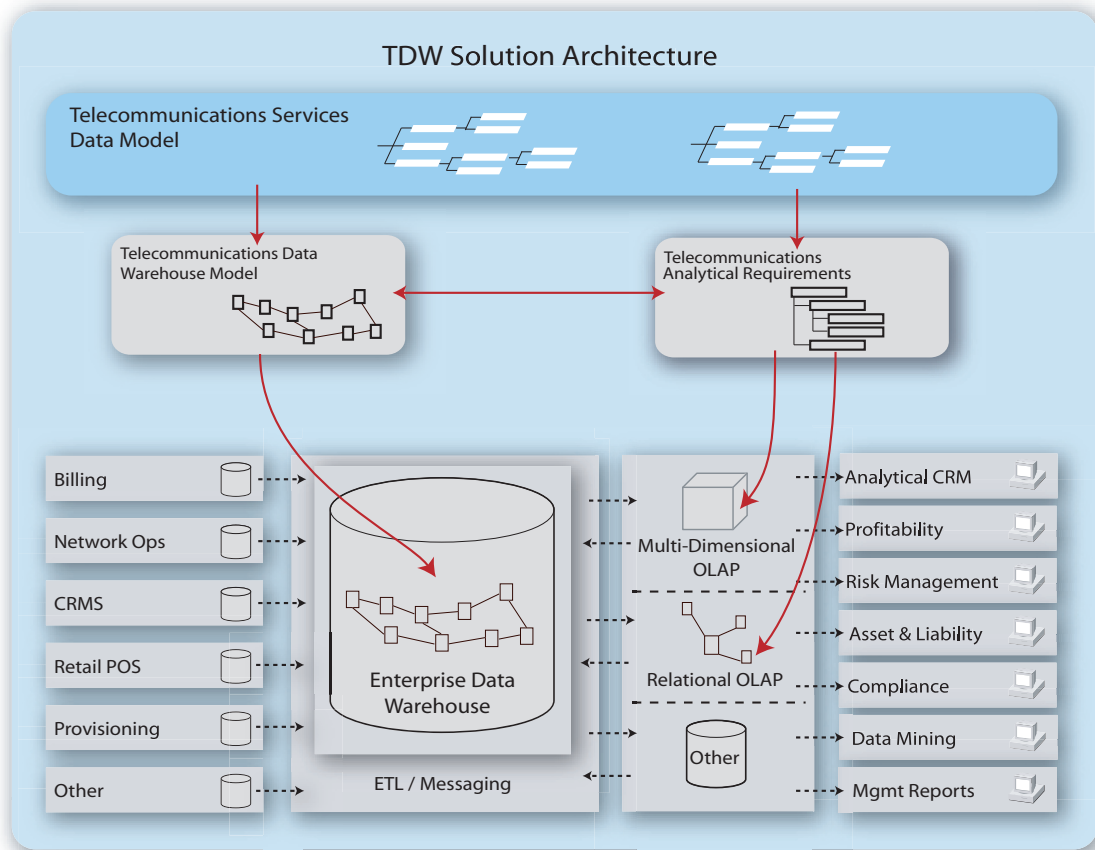 TDW Solution Architecture
Telecommunications Services
Data Model
Telecommunications Data
Warehouse Model
Telecommunications
Analytical Requirements
Billing
Network Ops
CRMS
Retail POS
Provisioning
Other
Enterprise Data
Warehouse
ETL / Messaging
Multi-Dimensional
OLAP
Relational OLAP
Other
Analytical CRM
Profitability
Risk Management
Asset & Liability
Compliance
Data Mining
Mgmt Reports